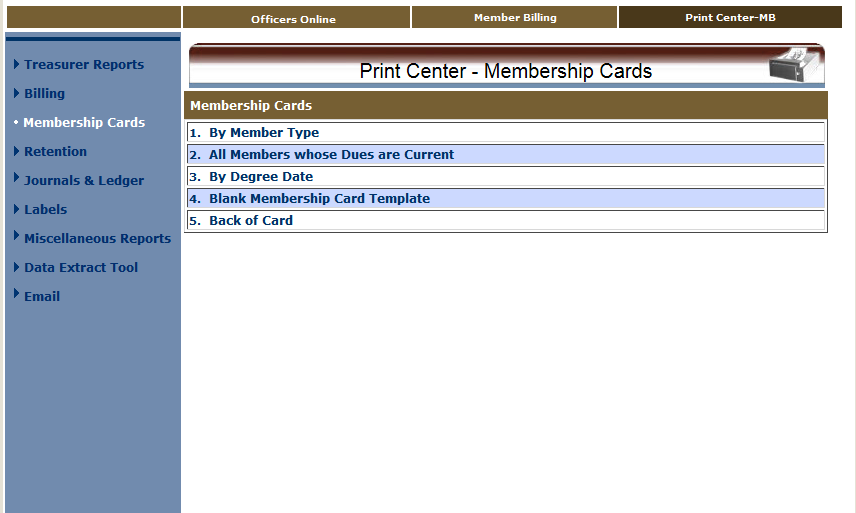 Officers Online
Member Billing
Print Center-MB
Treasurer Reports
Billing
Membership Cards
Retention
Journals & Ledger
Labels
Miscellaneous Reports
Data Extract Tool
Email
Print Center - Membership Cards
Membership Cards
1. By Member Type
2. All Members whose Dues are Current
3. By Degree Date
4. Blank Membership Card Template
5. Back of Card